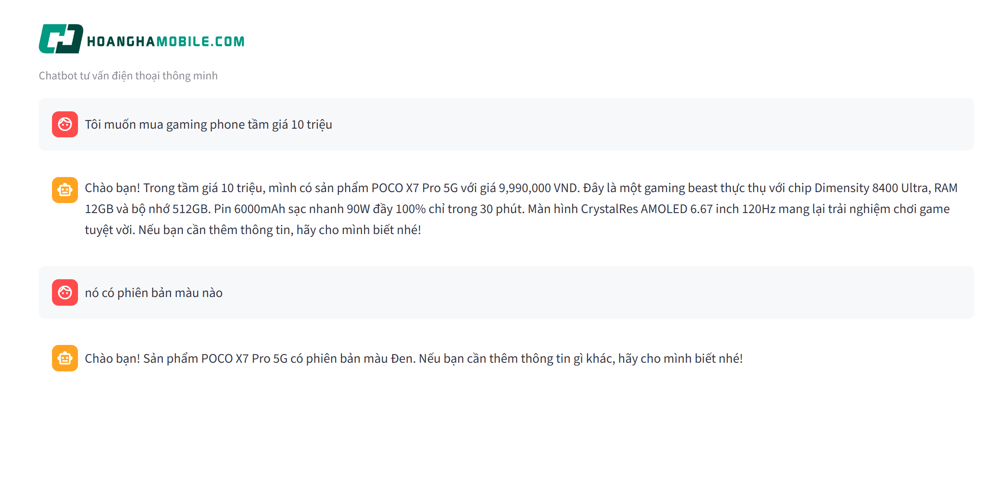 HOANGHAMOBILE.COM
Chatbot tư vấn điện thoại thông minh
Tôi muốn mua gaming phone tầm giá 10 triệu
Chào bạn! Trong tầm giá 10 triệu, mình có sản phẩm POCO X7 Pro 5G với giá 9,990,000 VND. Đây là một gaming beast thực thụ với chip Dimensity 8400 Ultra, RAM
12GB và bộ nhớ 512GB. Pin 6000mAh sạc nhanh 90W đầy 100% chỉ trong 30 phút. Màn hình CrystalRes AMOLED 6.67 inch 120Hz mang lại trải nghiệm chơi game
tuyệt vời. Nếu bạn cần thêm thông tin, hãy cho mình biết nhé!
nó có phiên bản màu nào
Chào bạn! Sản phẩm POCO X7 Pro 5G có phiên bản màu Đen. Nếu bạn cần thêm thông tin gì khác, hãy cho mình biết nhé!